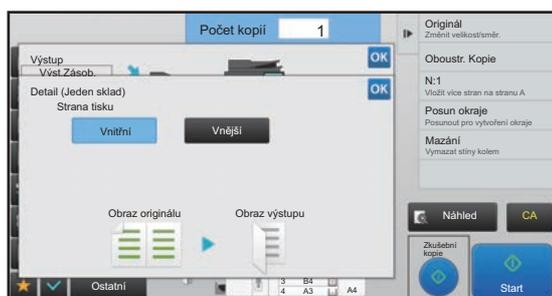 Počet kopií 1
Výstup
OK
Výst.Zásob.
Detail (Jeden sklad)
OK
Strana tisku
Vnitřní
Vnější
Obraz originálu
Obraz výstupu
Originál
Změnit velikost/směr.
Oboustr. Kopie
N:1
Vložit více stran na stranu A
Posun okraje
Posunout pro vytvoření okraje
Mazání
Vymazat stíny kolem
Náhled
CA
Zkušební
kopie
Start
Ostatní
3 B4
4 A3
A4